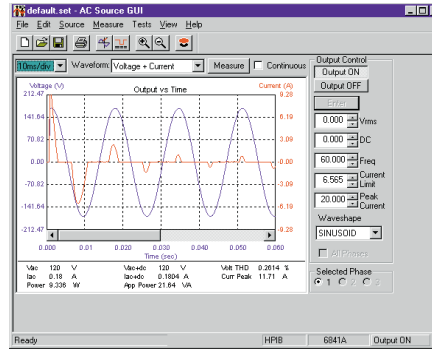 default.set - AC Source GUI
File Edit Source Measure Tests View Help
10ms/div Waveform: Voltage + Current Measure Continuous
Voltage (V) Output vs Time Current (A)
212.47 9.28
141.64 6.19
70.82 3.09
0.00 -0.00
-70.82 -3.09
-141.64 -6.18
-212.47 -9.28
0.000 0.01 0.020 0.030 0.040 0.050 0.060
Time (sec)
Vac 120 V Vac+dc 120 V Volt THD 0.2614 %
Iac 0.18 A Iac+dc 0.1804 A Curr Peak 11.71 A
Power 9.336 W App Power 21.64 VA
Output Control
Output ON
Output OFF
Enter
0.000 Vrms
0.000 DC
60.000 Freq
6.565 Current Limit
20.000 Peak Current
Waveshape
SINUSOID
All Phases
Selected Phase
1 2 3
Ready HPIB 6841A Output ON